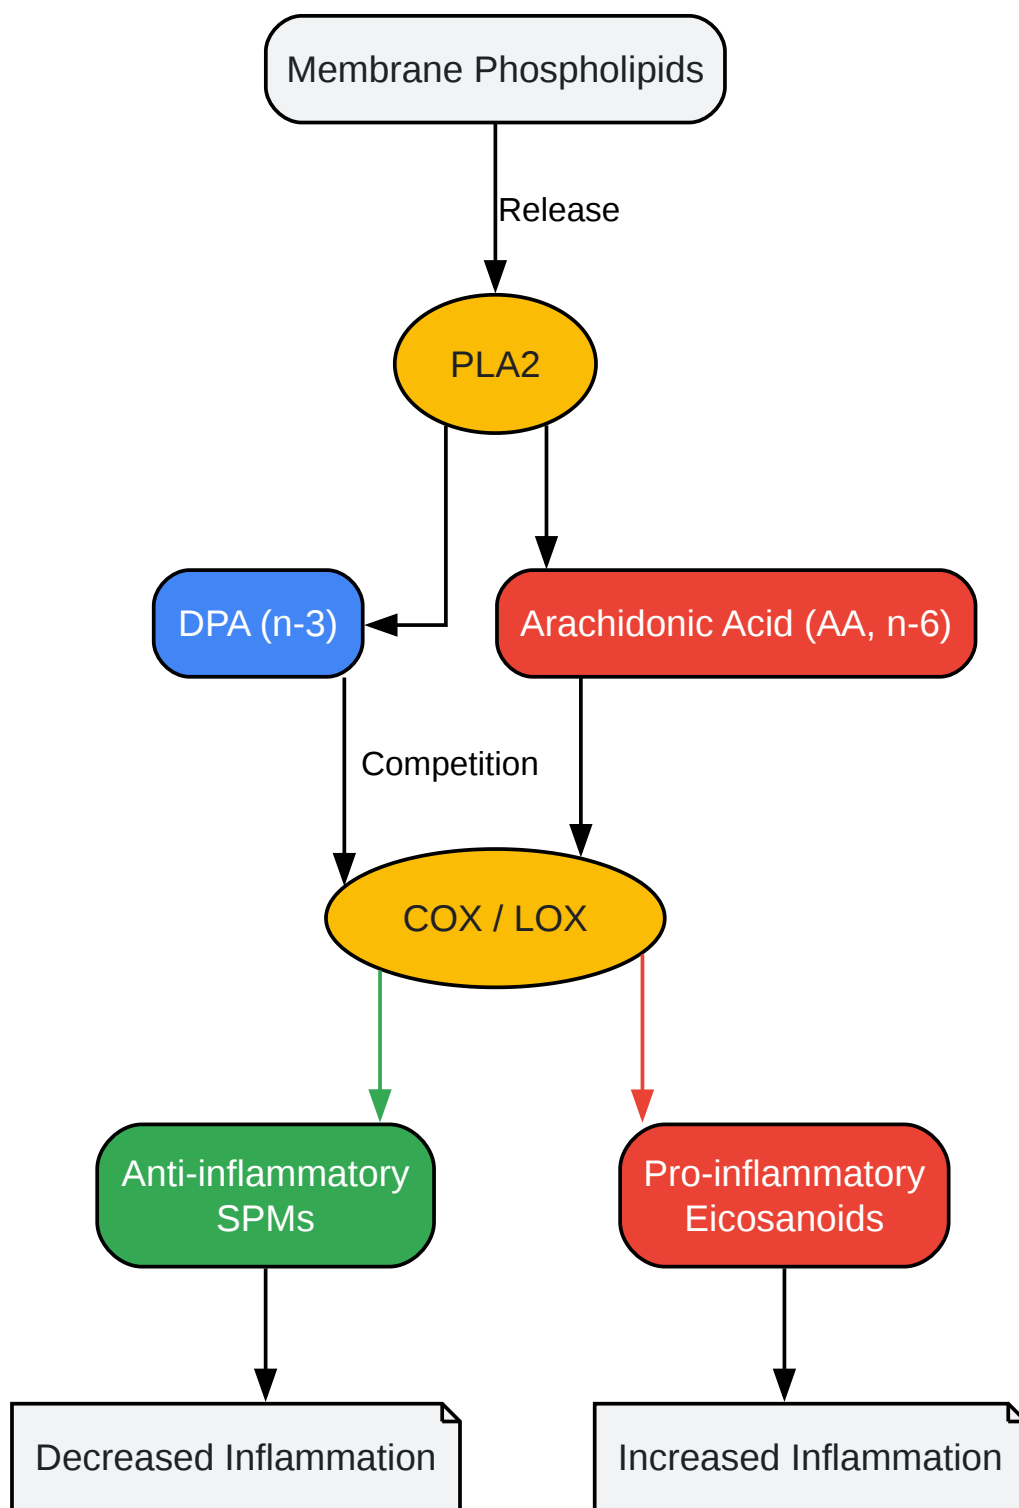 Membrane Phospholipids
Release
PLA2
DPA (n-3)
Arachidonic Acid (AA, n-6)
Competition
COX / LOX
Anti-inflammatory
SPMs
Pro-inflammatory
Eicosanoids
Decreased Inflammation
Increased Inflammation